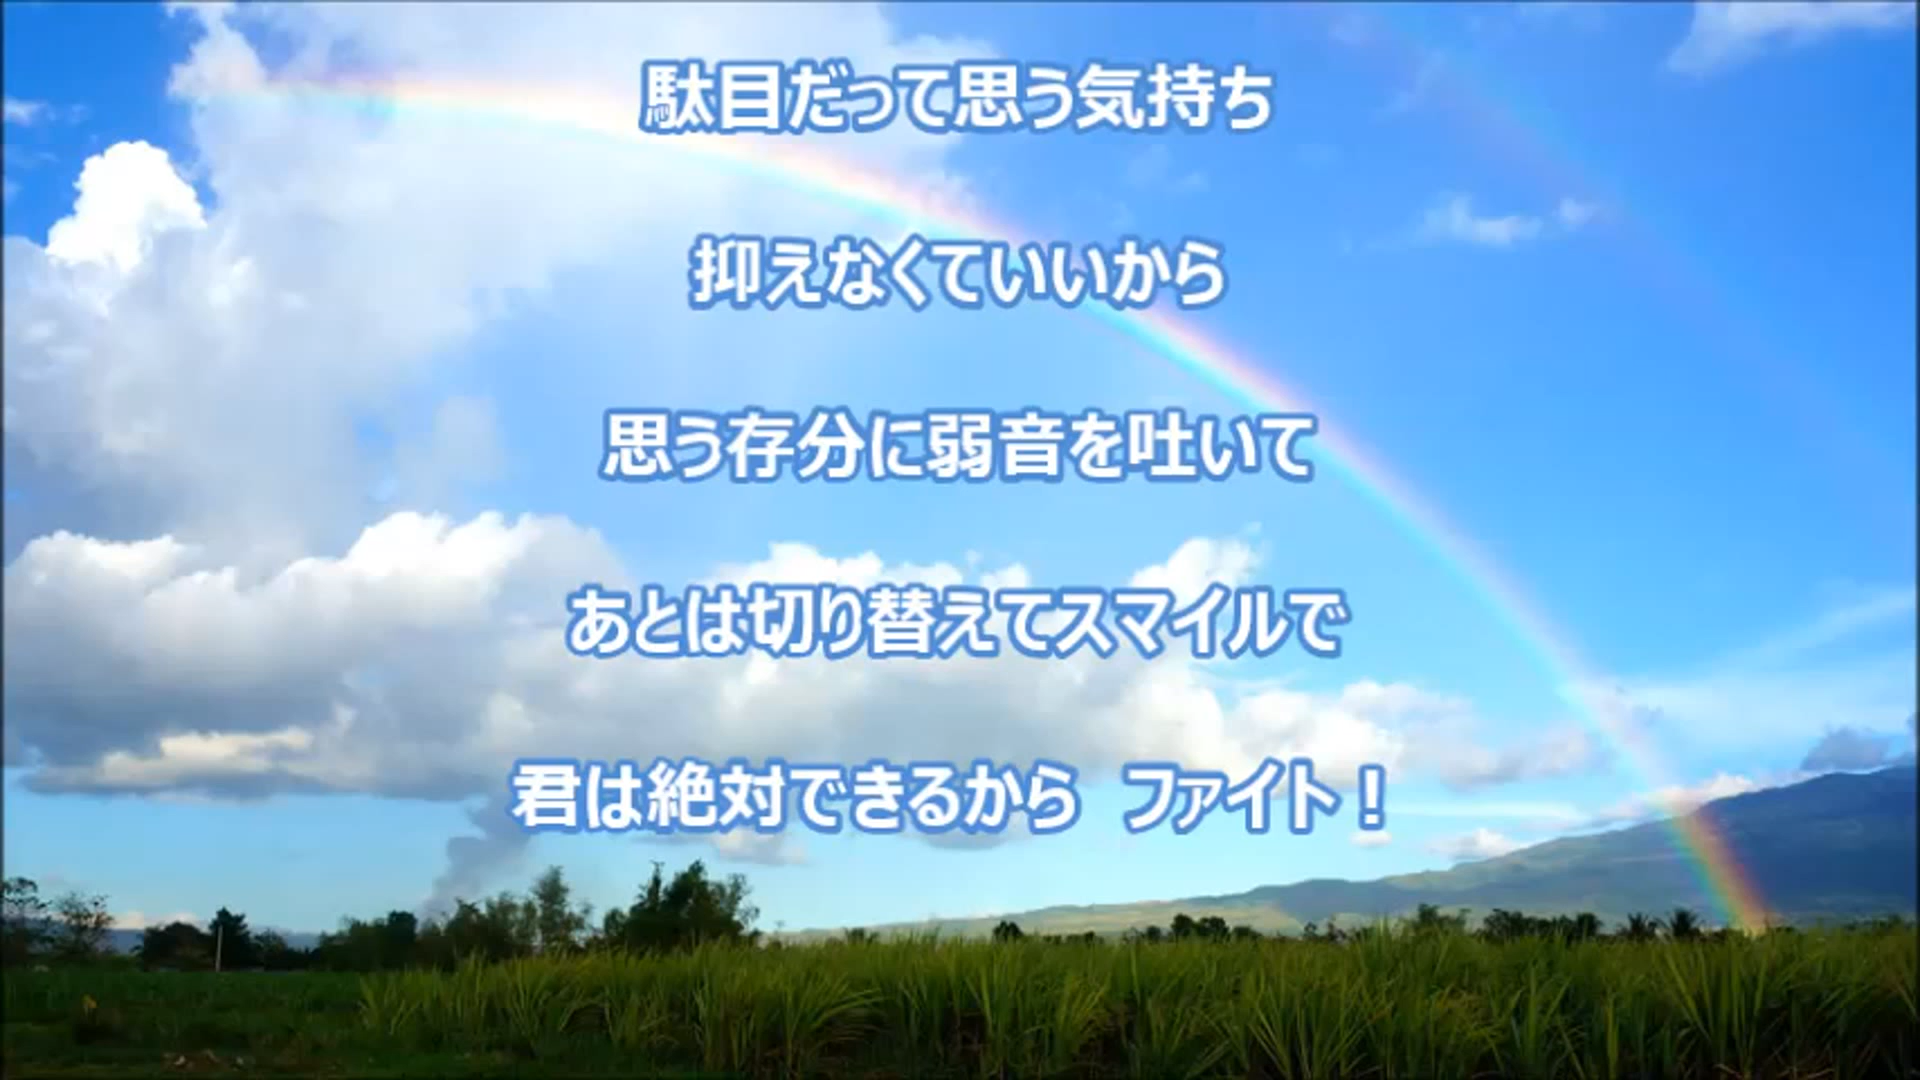 駄目だって思う気持ち
抑えなくていいから
思う存分に弱音を吐いて
あとは切り替えてスマイルで
君は絶対できるから　ファイト！